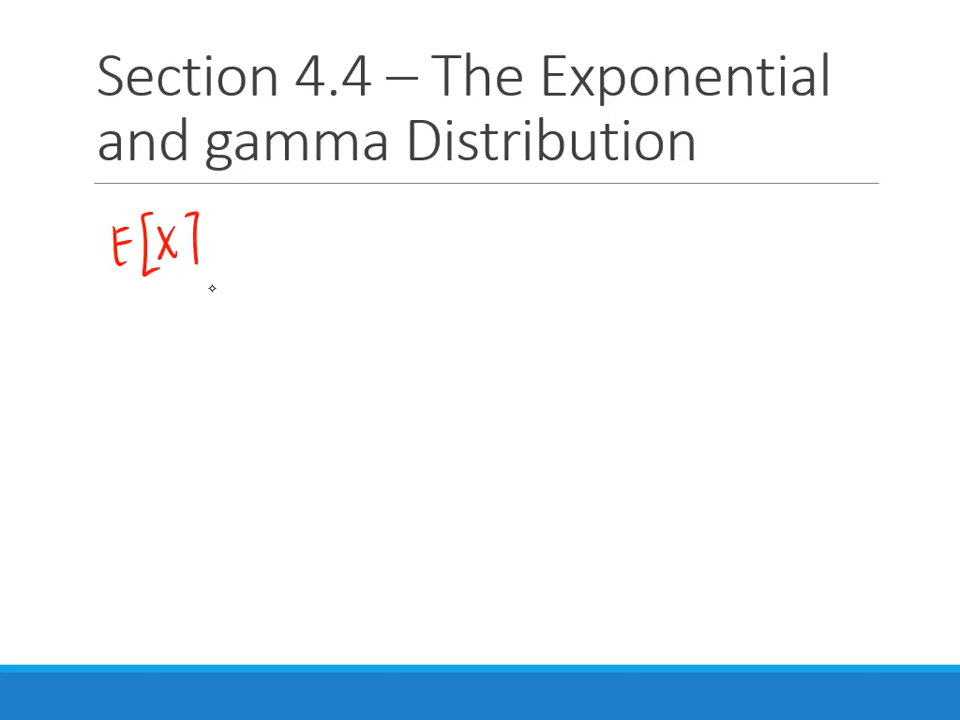 Section 4.4 – The Exponential
and gamma Distribution
E[X]